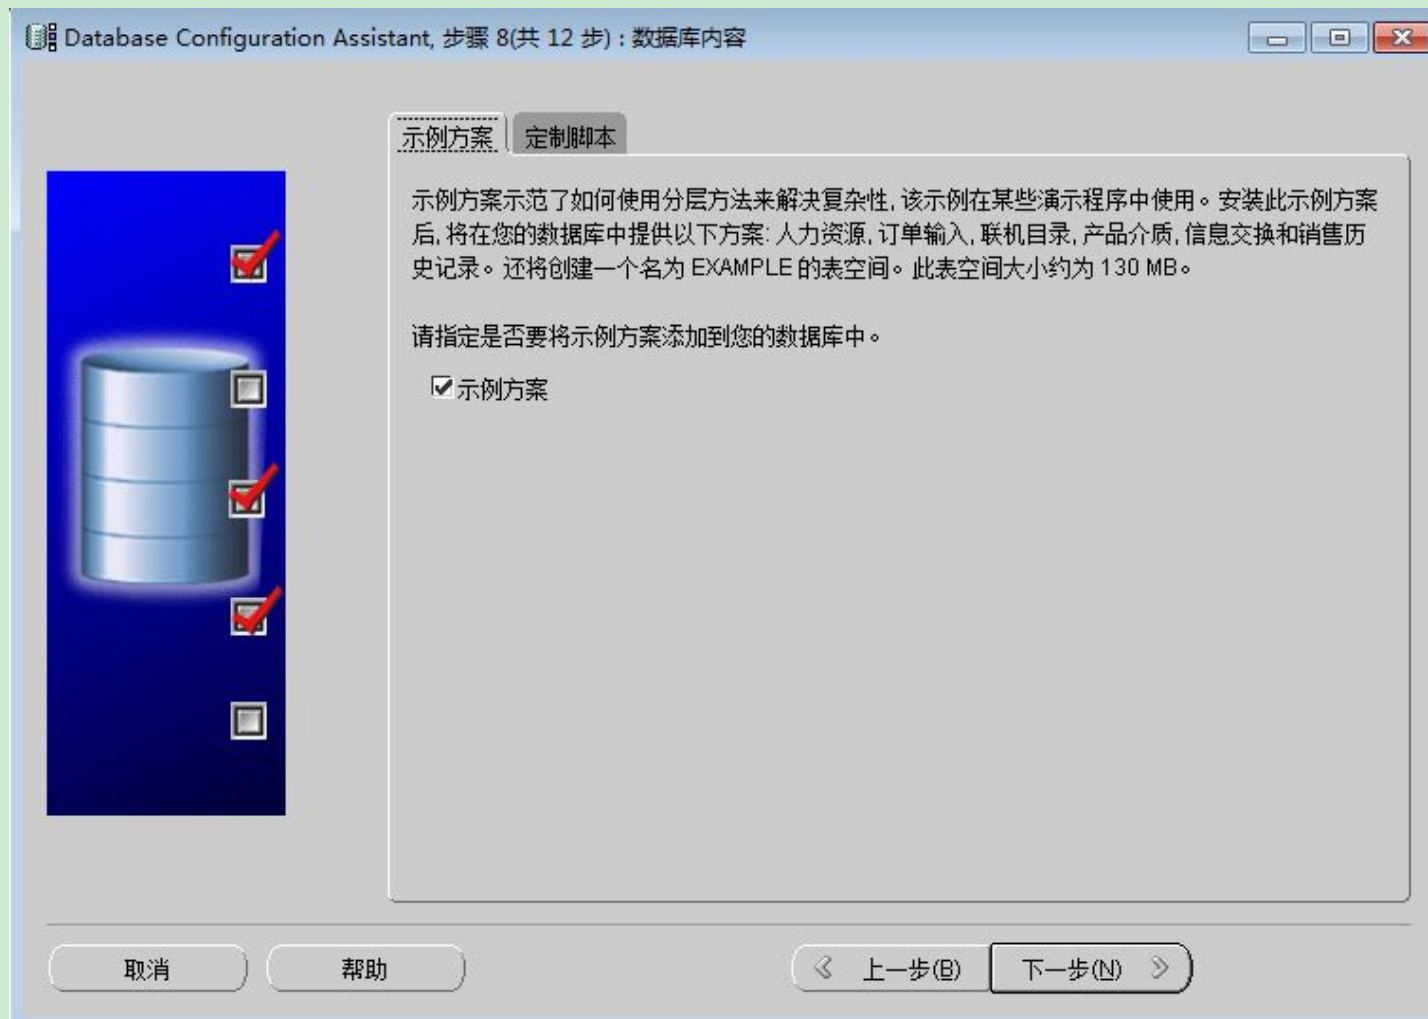 Database Configuration Assistant, 步骤 8(共 12 步) : 数据库内容
示例方案
定制脚本
示例方案示范了如何使用分层方法来解决复杂性, 该示例在某些演示程序中使用。安装此示例方案
后, 将在您的数据库中提供以下方案: 人力资源, 订单输入, 联机目录, 产品介质, 信息交换和销售历
史记录。还将创建一个名为 EXAMPLE 的表空间。此表空间大小约为 130 MB。
请指定是否要将示例方案添加到您的数据库中。
示例方案
取消
帮助
上一步(B)
下一步(N)